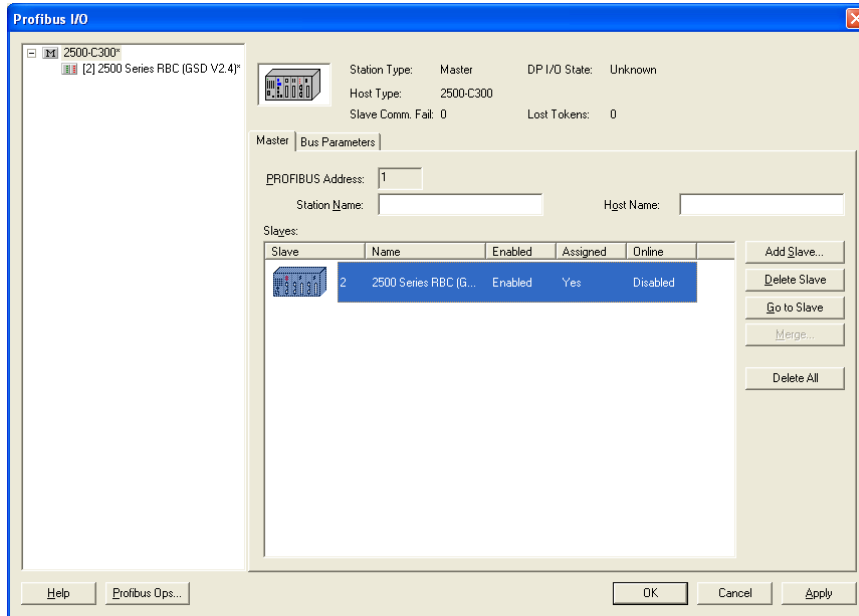 Profibus I/O
2500-C300*
[2] 2500 Series RBC (GSD V2.4)*
Station Type: Master DP I/O State: Unknown
Host Type: 2500-C300
Slave Comm. Fail: 0 Lost Tokens: 0
Master Bus Parameters
PROFIBUS Address: 1
Station Name: Host Name:
Slaves:
Slave Name Enabled Assigned Online
2 2500 Series RBC (G... Enabled Yes Disabled
Add Slave...
Delete Slave
Go to Slave
Merge...
Delete All
Help Profibus Ops... OK Cancel Apply